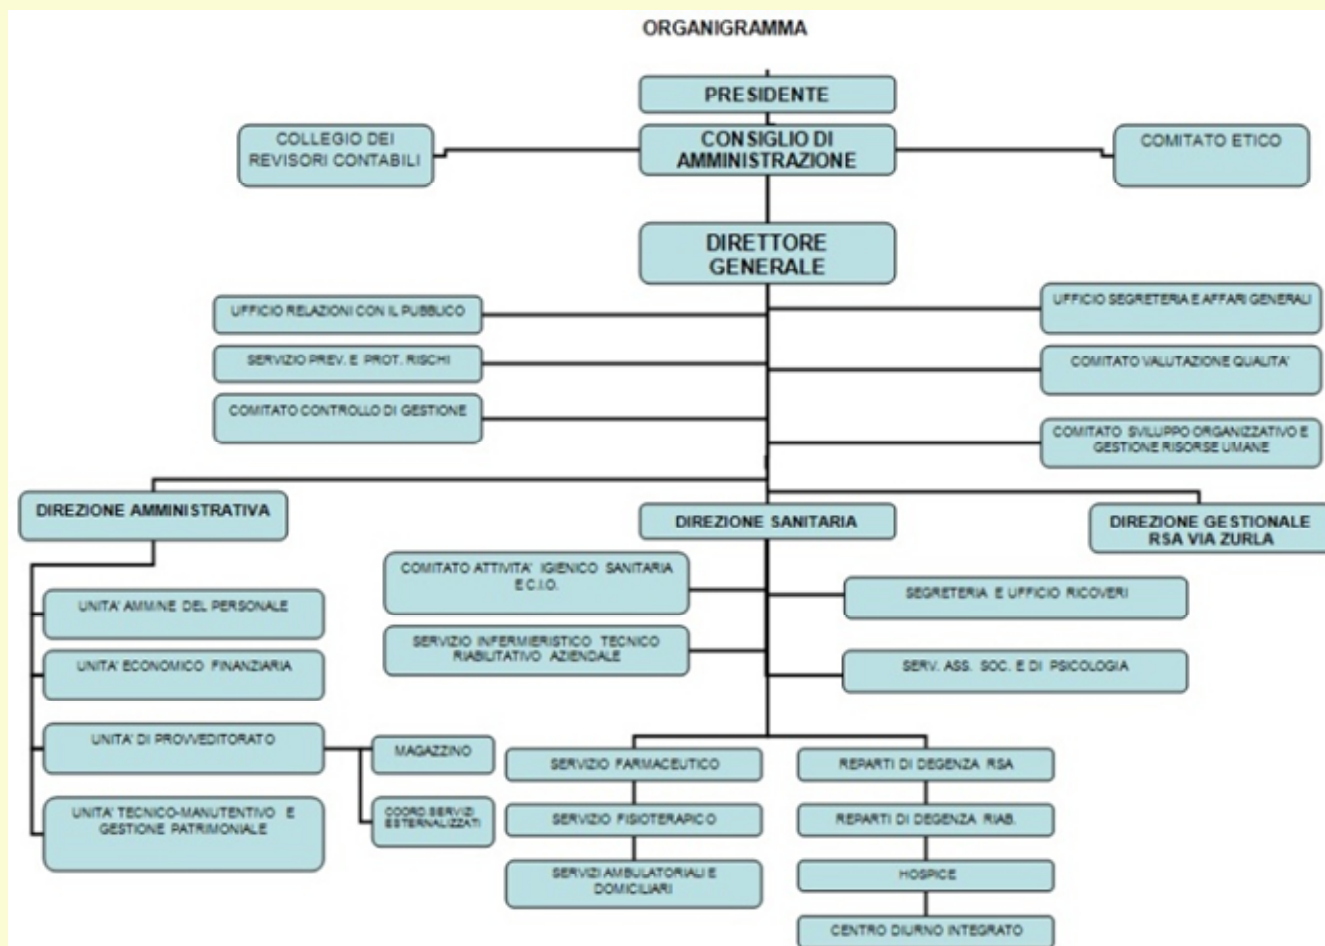 ORGANIGRAMMA
PRESIDENTE
COLLEGIO DEI
REVISORI CONTABILI
CONSIGLIO DI
AMMINISTRAZIONE
COMITATO ETICO
DIRETTORE
GENERALE
UFFICIO RELAZIONI CON IL PUBBLICO
UFFICIO SEGRETERIA E AFFARI GENERALI
SERVIZIO PREV. E PROT. RISCHI
COMITATO VALUTAZIONE QUALITA'
COMITATO CONTROLLO DI GESTIONE
COMITATO SVILUPPO ORGANIZZATIVO E
GESTIONE RISORSE UMANE
DIREZIONE AMMINISTRATIVA
DIREZIONE SANITARIA
DIREZIONE GESTIONALE
RSA VIA ZURLA
COMITATO ATTIVITA' IGIENICO SANITARIA
E C.I.O.
SEGRETERIA E UFFICIO RICOVERI
SERVIZIO INFERMIERISTICO TECNICO
RIABILITATIVO AZIENDALE
SERV. ASS. SOC. E DI PSICOLOGIA
UNITA' AMM.NE DEL PERSONALE
UNITA' ECONOMICO FINANZIARIA
UNITA' DI PROVVEDITORATO
MAGAZZINO
COORD.SERVIZI
ESTERNALIZZATI
UNITA' TECNICO-MANUTENTIVO E
GESTIONE PATRIMONIALE
SERVIZIO FARMACEUTICO
SERVIZIO FISIOTERAPICO
SERVIZI AMBULATORIALI E
DOMICILIARI
REPARTI DI DEGENZA RSA
REPARTI DI DEGENZA RIAB.
HOSPICE
CENTRO DIURNO INTEGRATO